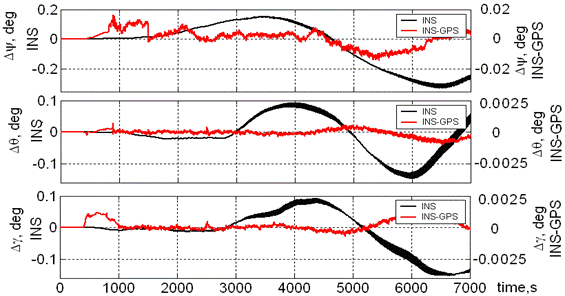 Δψ, deg
INS
0.2
0
-0.2
INS
INS-GPS
0.02
0
-0.02
Δψ, deg
INS-GPS
Δθ, deg
INS
0.1
0
-0.1
INS
INS-GPS
0.0025
0
-0.0025
Δθ, deg
INS-GPS
Δγ, deg
INS
0.1
0
-0.1
INS
INS-GPS
0.0025
0
-0.0025
Δγ, deg
INS-GPS
0 1000 2000 3000 4000 5000 6000 7000 time,s